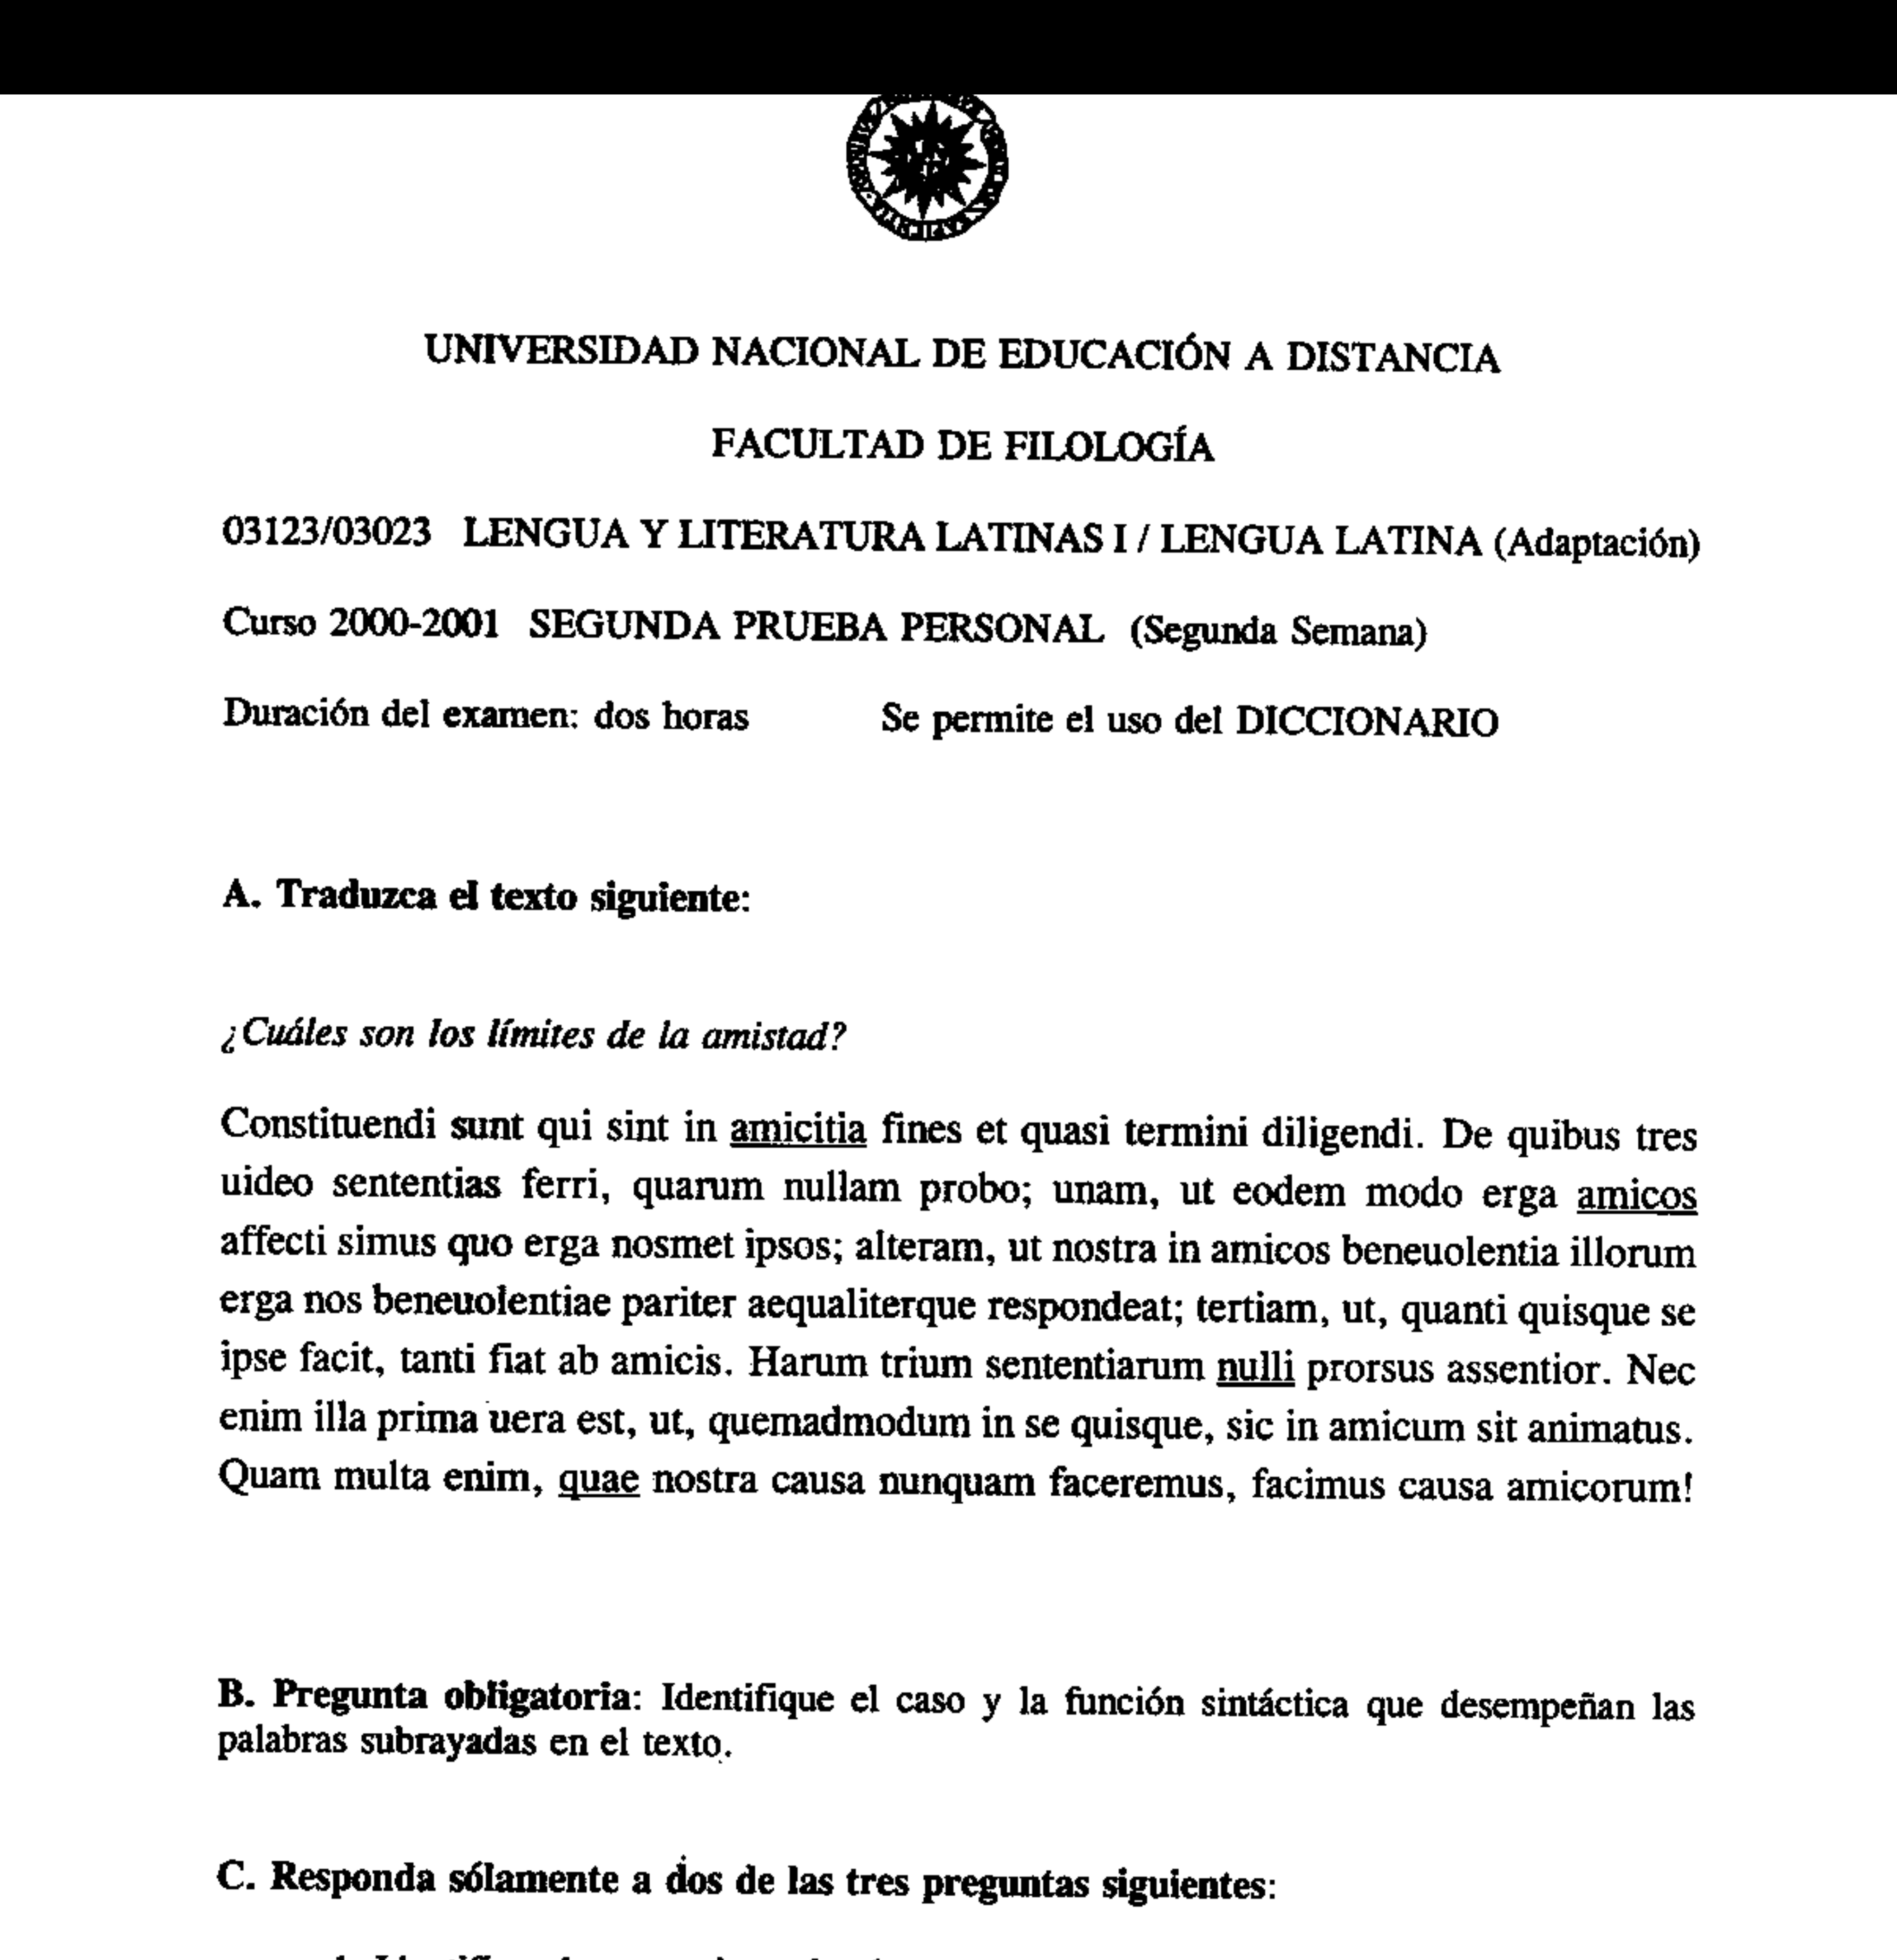 UNIVERSIDAD NACIONAL DE EDUCACIÓN A DISTANCIA
FACULTAD DE FILOLOGÍA
03123/03023 LENGUA Y LITERATURA LATINAS I / LENGUA LATINA (Adaptación)
Curso 2000-2001 SEGUNDA PRUEBA PERSONAL (Segunda Semana)
Duración del examen: dos horas Se permite el uso del DICCIONARIO
A. Traduzca el texto siguiente:
¿Cuáles son los límites de la amistad?
Constituendi sunt qui sint in amicitia fines et quasi termini diligendi. De quibus tres
uideo sententias ferri, quarum nullam probo; unam, ut eodem modo erga amicos
affecti simus quo erga nosmet ipsos; alteram, ut nostra in amicos beneuolentia illorum
erga nos beneuolentiae pariter aequaliterque respondeat; tertiam, ut, quanti quisque se
ipse facit, tanti fiat ab amicis. Harum trium sententiarum nulli prorsus assentior. Nec
enim illa prima uera est, ut, quemadmodum in se quisque, sic in amicum sit animatus.
Quam multa enim, quae nostra causa nunquam faceremus, facimus causa amicorum!
B. Pregunta obligatoria: Identifique el caso y la función sintáctica que desempeñan las
palabras subrayadas en el texto.
C. Responda sólamente a dos de las tres preguntas siguientes: